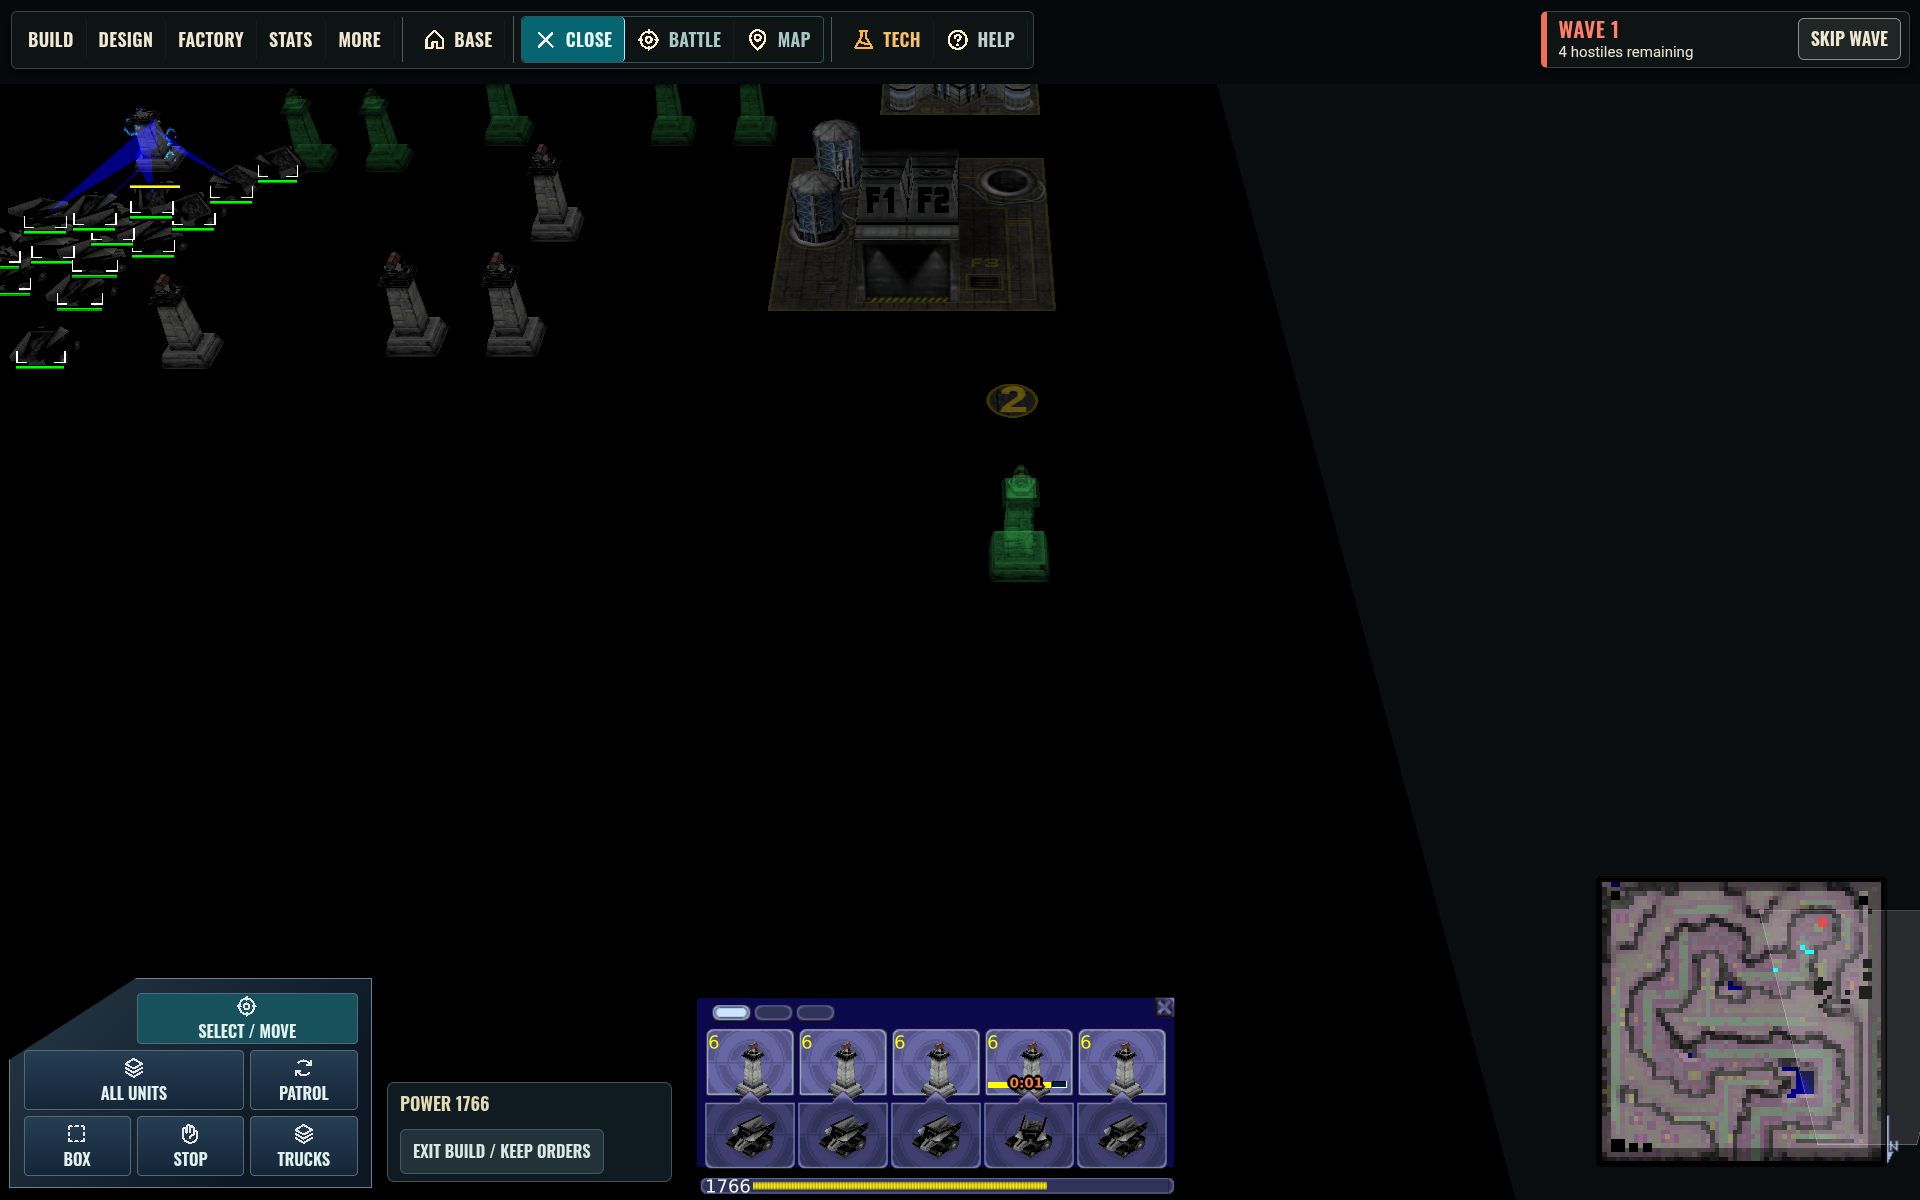 BUILD DESIGN FACTORY STATS MORE BASE CLOSE BATTLE MAP TECH HELP
WAVE 1
4 hostiles remaining
SKIP WAVE
F1 F2
F3
2
SELECT / MOVE
ALL UNITS
PATROL
BOX
STOP
TRUCKS
POWER 1766
EXIT BUILD / KEEP ORDERS
6 6 6 6 6
0:01
1766
N